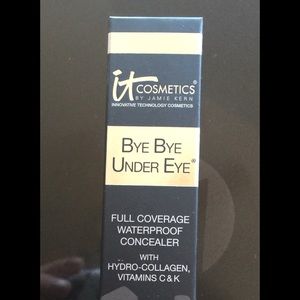 it COSMETICS®
BY JAMIE KERN
INNOVATIVE TECHNOLOGY COSMETICS
BYE BYE
UNDER EYE®
FULL COVERAGE
WATERPROOF
CONCEALER
WITH
HYDRO-COLLAGEN,
VITAMINS C & K